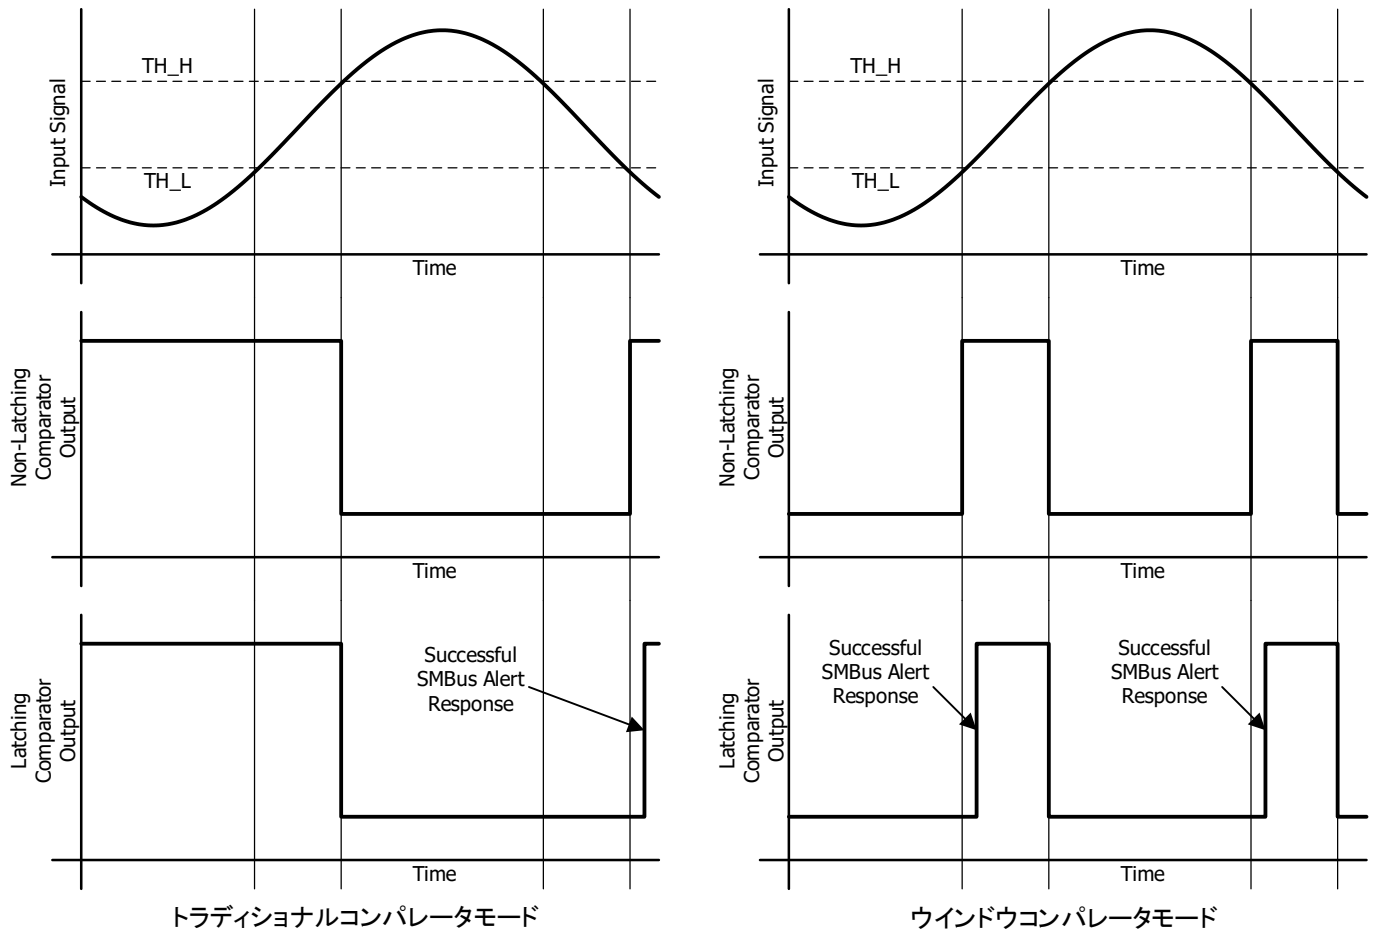 Input Signal
TH_H
TH_L
Time
Non-Latching
Comparator
Output
Time
Latching
Comparator
Output
Successful
SMBus Alert
Response
Time
トラディショナルコンパレータモード
Input Signal
TH_H
TH_L
Time
Non-Latching
Comparator
Output
Time
Latching
Comparator
Output
Successful
SMBus Alert
Response
Successful
SMBus Alert
Response
Time
ウインドウコンパレータモード